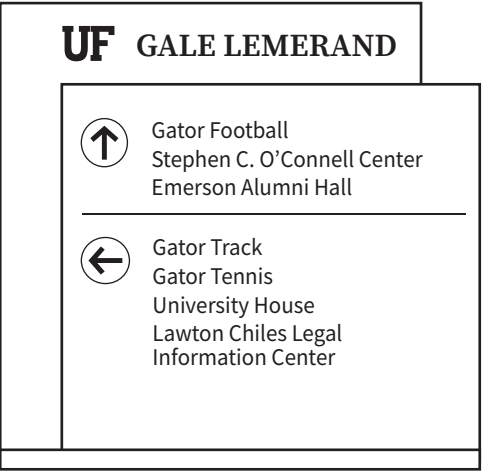 UF GALE LEMERAND
Gator Football
Stephen C. O’Connell Center
Emerson Alumni Hall
Gator Track
Gator Tennis
University House
Lawton Chiles Legal
Information Center